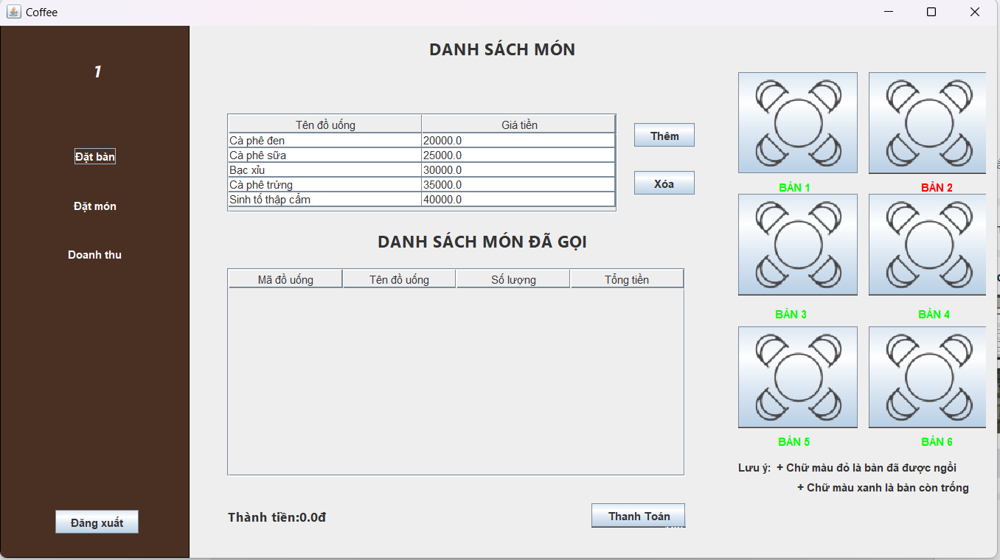 Coffee
1
Đặt bàn
Đặt món
Doanh thu
Đăng xuất
DANH SÁCH MÓN
Tên đồ uống Giá tiền
Cà phê đen 20000.0
Cà phê sữa 25000.0
Bạc xỉu 30000.0
Cà phê trứng 35000.0
Sinh tố thập cẩm 40000.0
Thêm
Xóa
DANH SÁCH MÓN ĐÃ GỌI
Mã đồ uống Tên đồ uống Số lượng Tổng tiền
Thành tiền:0.0đ
Thanh Toán
BÀN 1 BÀN 2
BÀN 3 BÀN 4
BÀN 5 BÀN 6
Lưu ý: + Chữ màu đỏ là bàn đã được ngồi
+ Chữ màu xanh là bàn còn trống